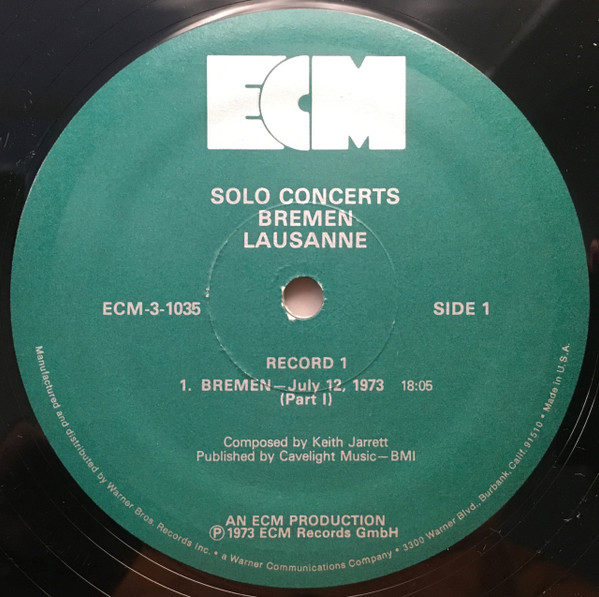 ECM
SOLO CONCERTS
BREMEN
LAUSANNE
ECM-3-1035
SIDE 1
RECORD 1
1. BREMEN—July 12, 1973 18:05
(Part I)
Composed by Keith Jarrett
Published by Cavelight Music—BMI
AN ECM PRODUCTION
Ⓟ1973 ECM Records GmbH
Manufactured and distributed by Warner Bros. Records Inc. • a Warner Communications Company • 3300 Warner Blvd., Burbank, Calif. 91510 • Made in U.S.A.